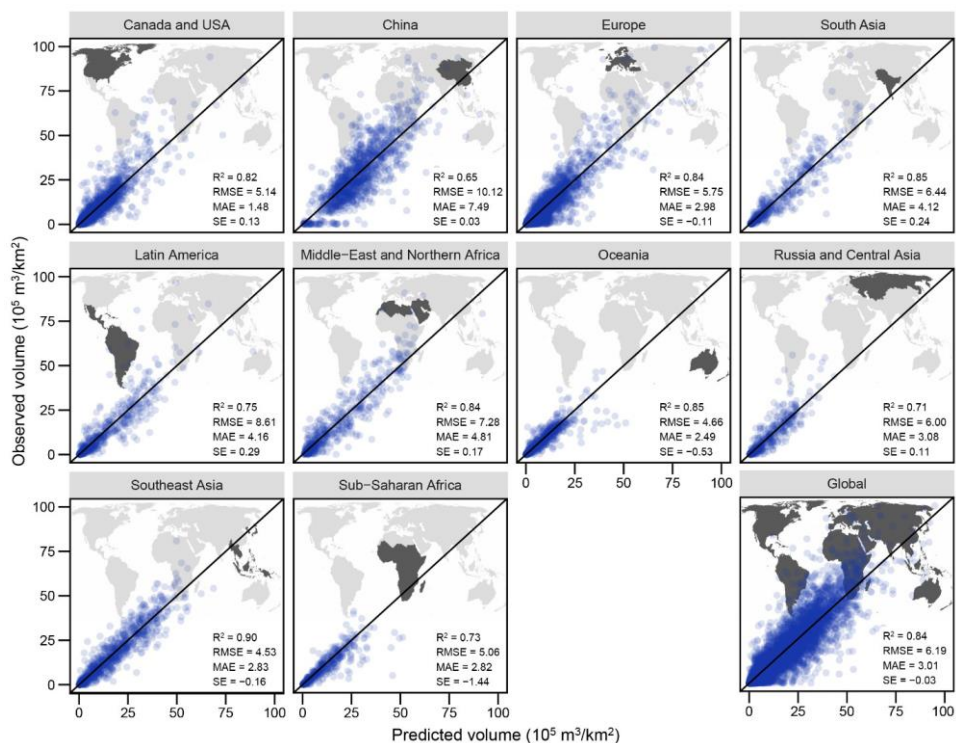 Canada and USA
China
Europe
South Asia
100
75
50
25
0
R² = 0.82
RMSE = 5.14
MAE = 1.48
SE = 0.13
R² = 0.65
RMSE = 10.12
MAE = 7.49
SE = 0.03
R² = 0.84
RMSE = 5.75
MAE = 2.98
SE = −0.11
R² = 0.85
RMSE = 6.44
MAE = 4.12
SE = 0.24
Latin America
Middle−East and Northern Africa
Oceania
Russia and Central Asia
Observed volume (10⁵ m³/km²)
100
75
50
25
0
R² = 0.75
RMSE = 8.61
MAE = 4.16
SE = 0.29
R² = 0.84
RMSE = 7.28
MAE = 4.81
SE = 0.17
R² = 0.85
RMSE = 4.66
MAE = 2.49
SE = −0.53
R² = 0.71
RMSE = 6.00
MAE = 3.08
SE = 0.11
0 25 50 75 100
Southeast Asia
Sub−Saharan Africa
Global
100
75
50
25
0
R² = 0.90
RMSE = 4.53
MAE = 2.83
SE = −0.16
R² = 0.73
RMSE = 5.06
MAE = 2.82
SE = −1.44
R² = 0.84
RMSE = 6.19
MAE = 3.01
SE = −0.03
0 25 50 75 100
0 25 50 75 100
0 25 50 75 100
Predicted volume (10⁵ m³/km²)